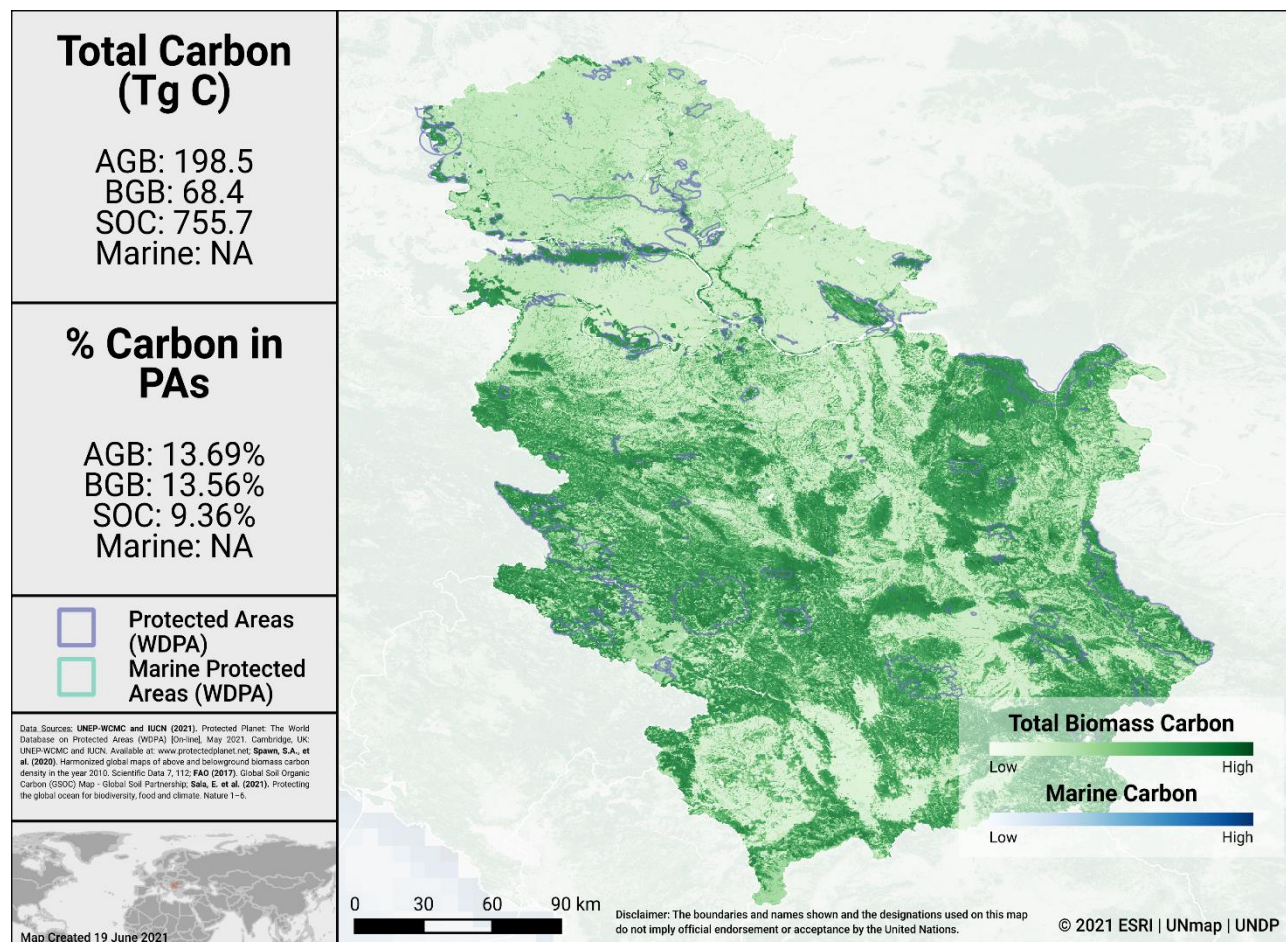 Total Carbon
(Tg C)
AGB: 198.5
BGB: 68.4
SOC: 755.7
Marine: NA
% Carbon in
PAs
AGB: 13.69%
BGB: 13.56%
SOC: 9.36%
Marine: NA
Protected Areas
(WDPA)
Marine Protected
Areas (WDPA)
Data Sources: UNEP-WCMC and IUCN (2021). Protected Planet: The World
Database on Protected Areas (WDPA) [On-line], May 2021. Cambridge, UK:
UNEP-WCMC and IUCN. Available at: www.protectedplanet.net; Spawn, S.A., et
al. (2020). Harmonized global maps of above and belowground biomass carbon
density in the year 2010. Scientific Data 7, 112; FAO (2017). Global Soil Organic
Carbon (GSOC) Map - Global Soil Partnership; Sala, E. et al. (2021). Protecting
the global ocean for biodiversity, food and climate. Nature 1–6.
Map Created 19 June 2021
Total Biomass Carbon
Low High
Marine Carbon
Low High
0 30 60 90 km
Disclaimer: The boundaries and names shown and the designations used on this map
do not imply official endorsement or acceptance by the United Nations.
© 2021 ESRI | UNmap | UNDP